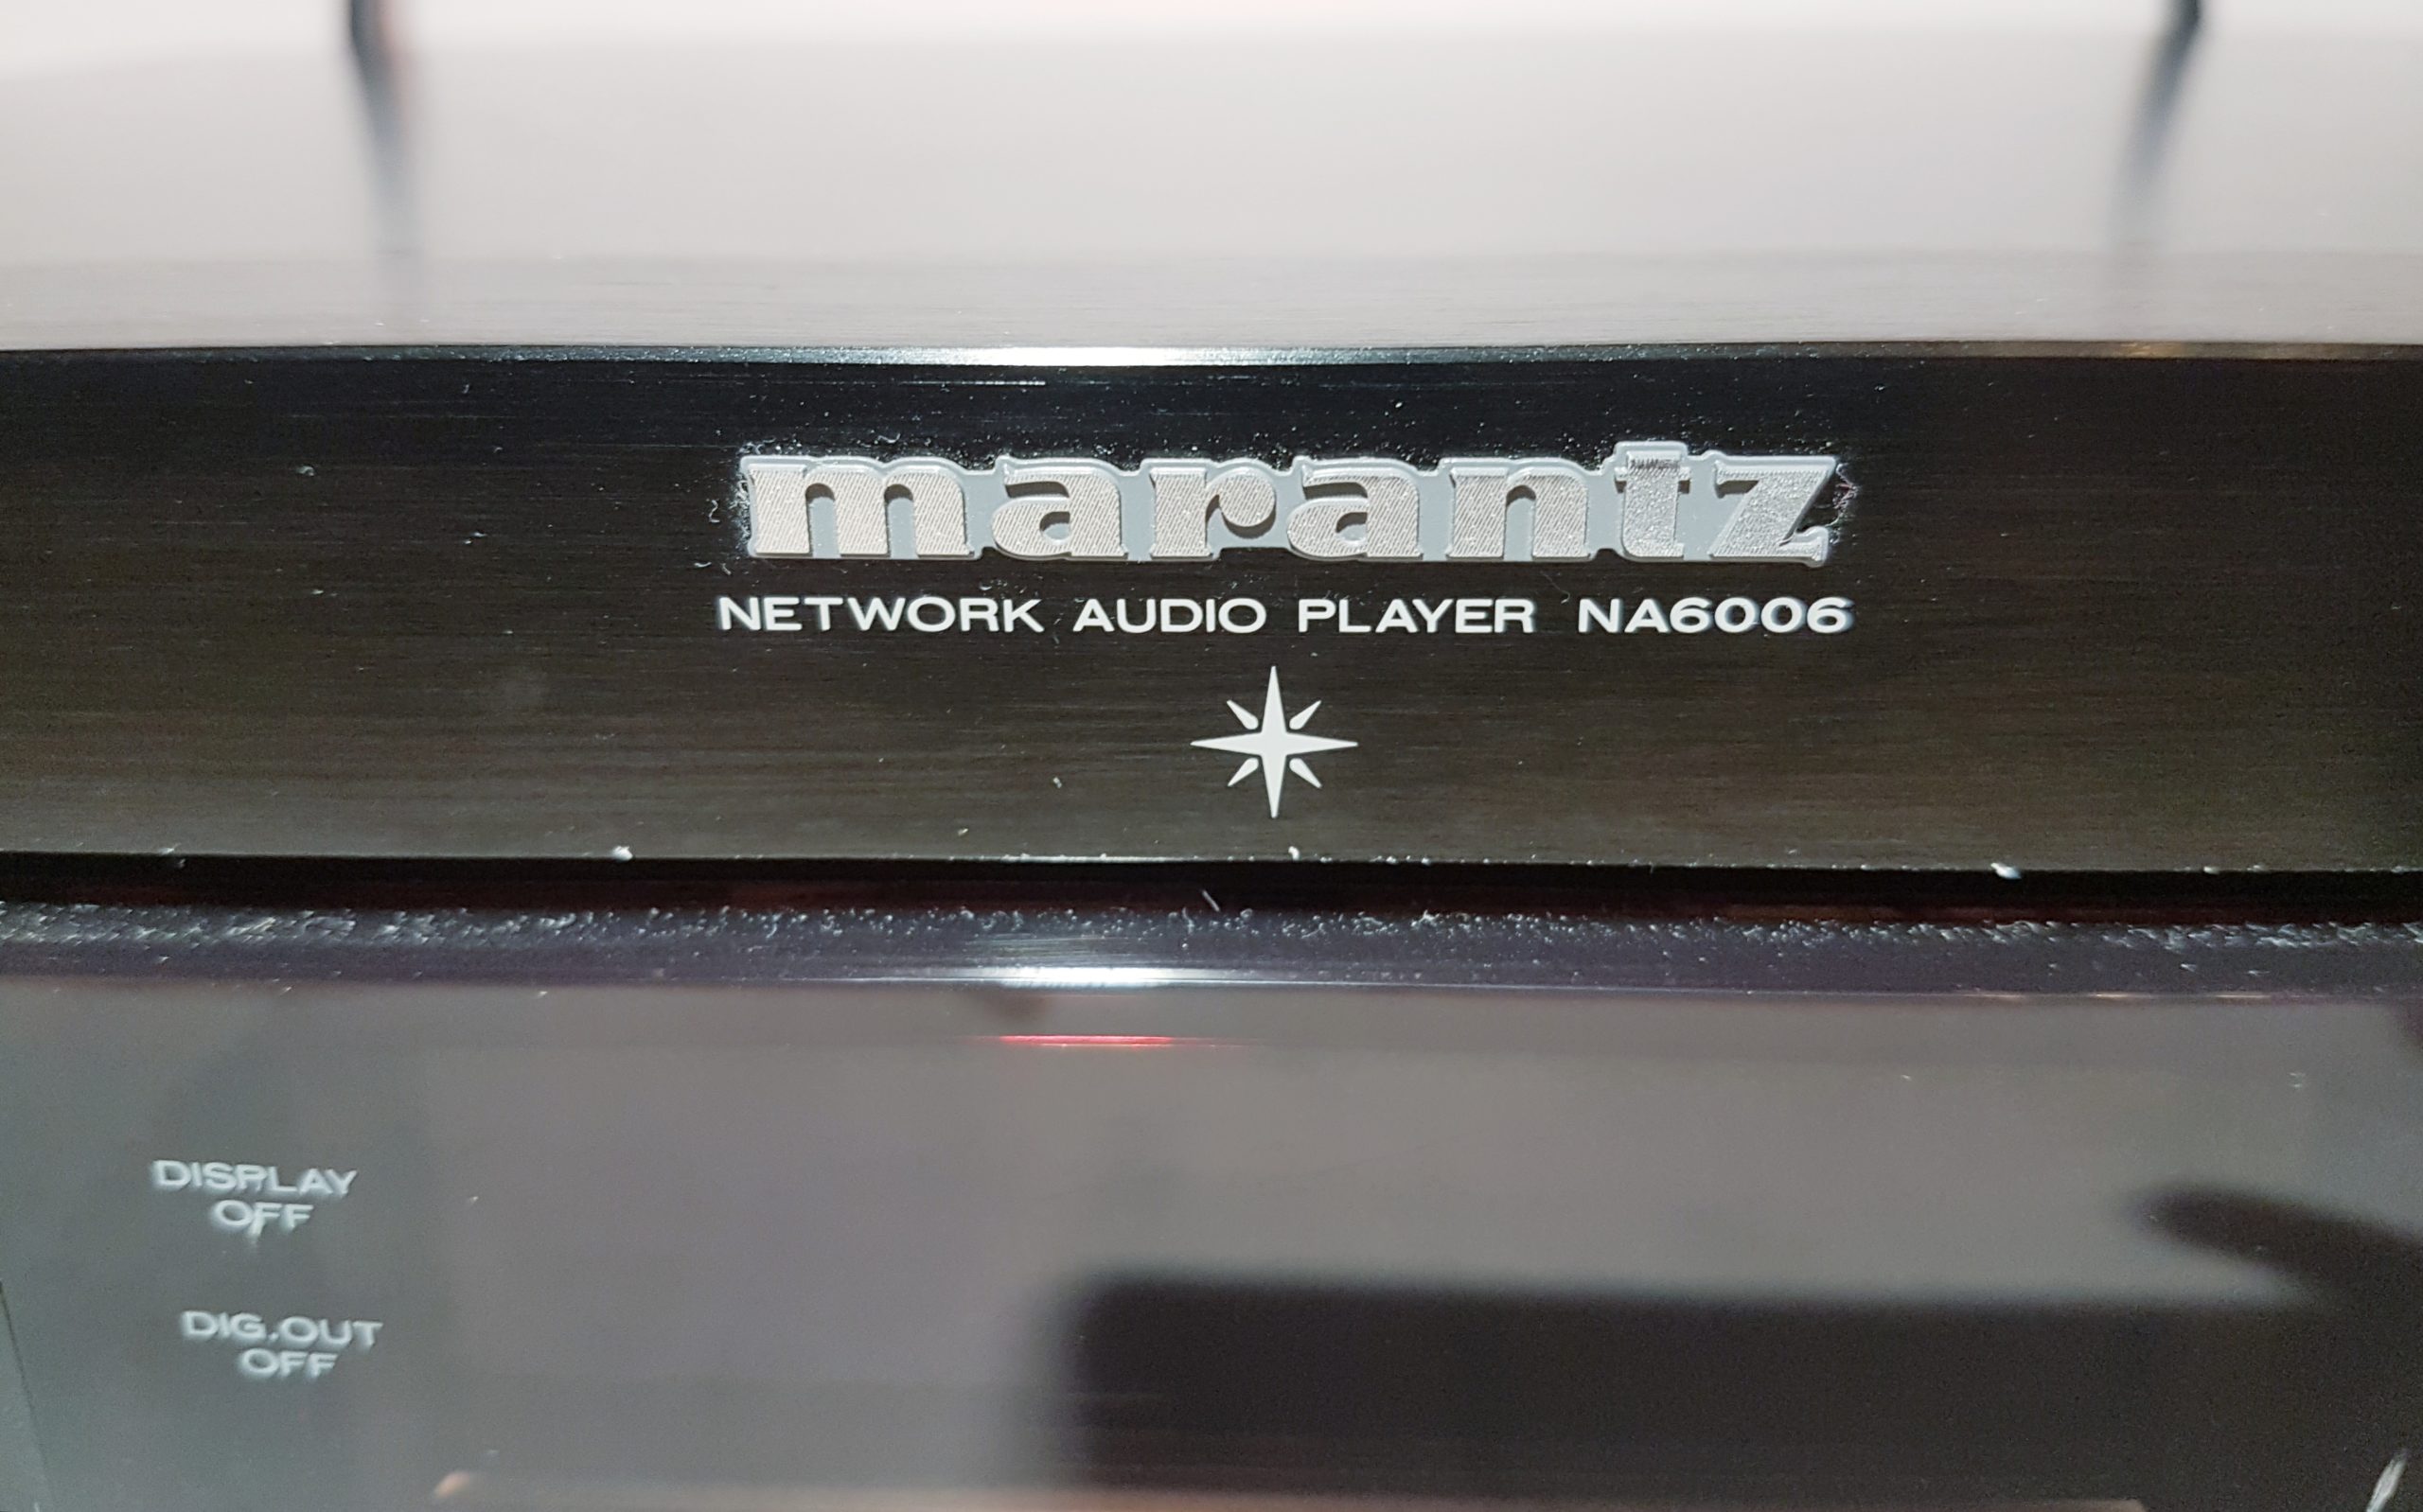 marantz
NETWORK AUDIO PLAYER NA6006
DISPLAY
OFF
DIG.OUT
OFF